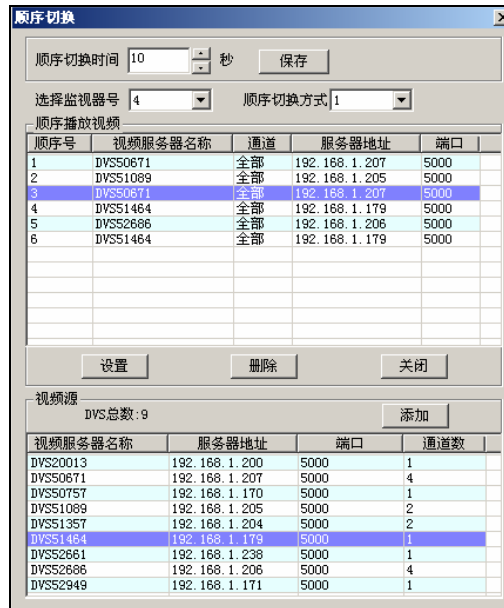 顺序切换
顺序切换时间 10 秒 保存
选择监视器号 4 顺序切换方式 1
顺序播放视频
顺序号 视频服务器名称 通道 服务器地址 端口
1 DVS50671 全部 192.168.1.207 5000
2 DVS51089 全部 192.168.1.205 5000
3 DVS50671 全部 192.168.1.207 5000
4 DVS51464 全部 192.168.1.179 5000
5 DVS52686 全部 192.168.1.206 5000
6 DVS51464 全部 192.168.1.179 5000
设置 删除 关闭
视频源
DVS总数:9 添加
视频服务器名称 服务器地址 端口 通道数
DVS20013 192.168.1.200 5000 1
DVS50671 192.168.1.207 5000 4
DVS50757 192.168.1.170 5000 1
DVS51089 192.168.1.205 5000 2
DVS51357 192.168.1.204 5000 2
DVS51464 192.168.1.179 5000 1
DVS52661 192.168.1.238 5000 1
DVS52686 192.168.1.206 5000 4
DVS52949 192.168.1.171 5000 1